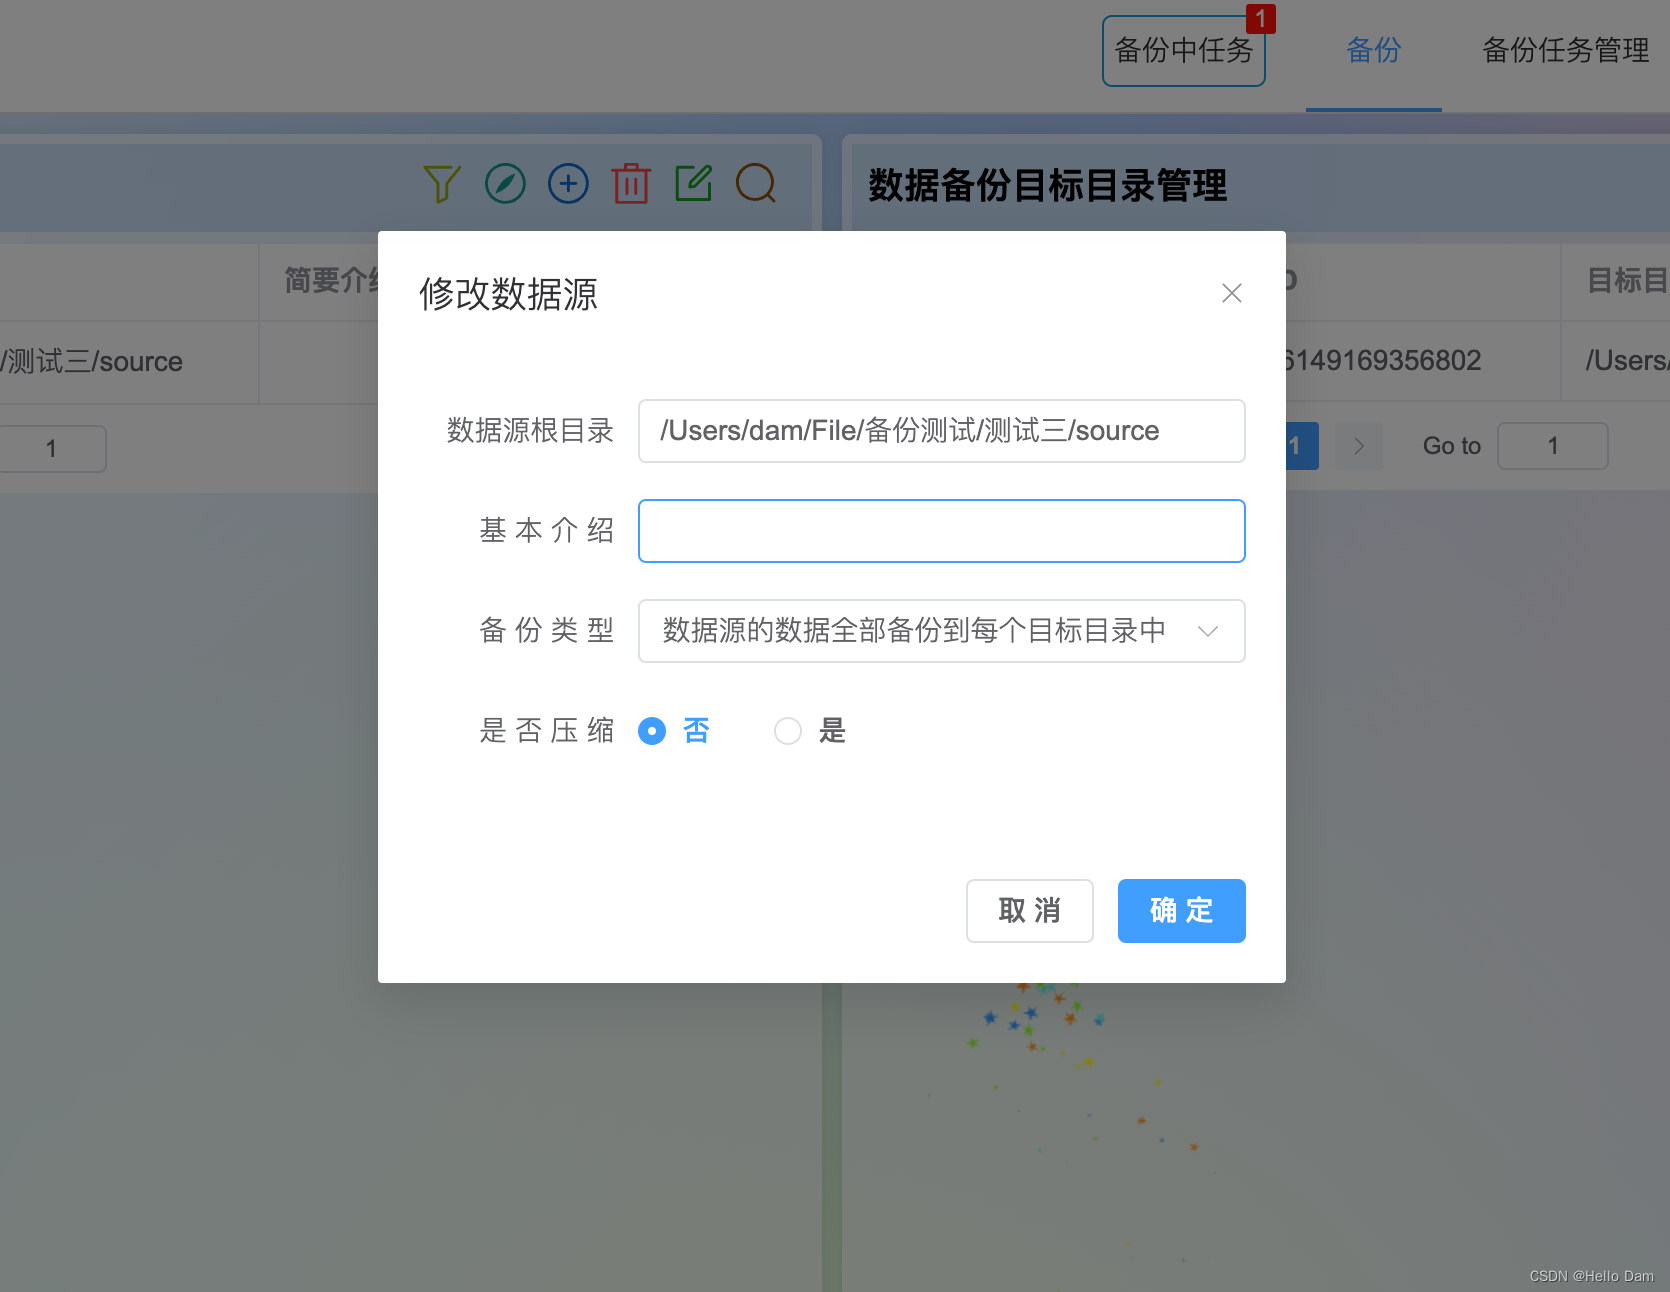 备份中任务
1
备份
备份任务管理
数据备份目标目录管理
简要介
目标目
/测试三/source
6149169356802
/Users/
1
1
Go to
1
修改数据源
数据源根目录
/Users/dam/File/备份测试/测试三/source
基本介绍
备份类型
数据源的数据全部备份到每个目标目录中
是否压缩
否
是
取消
确定
CSDN @Hello Dam